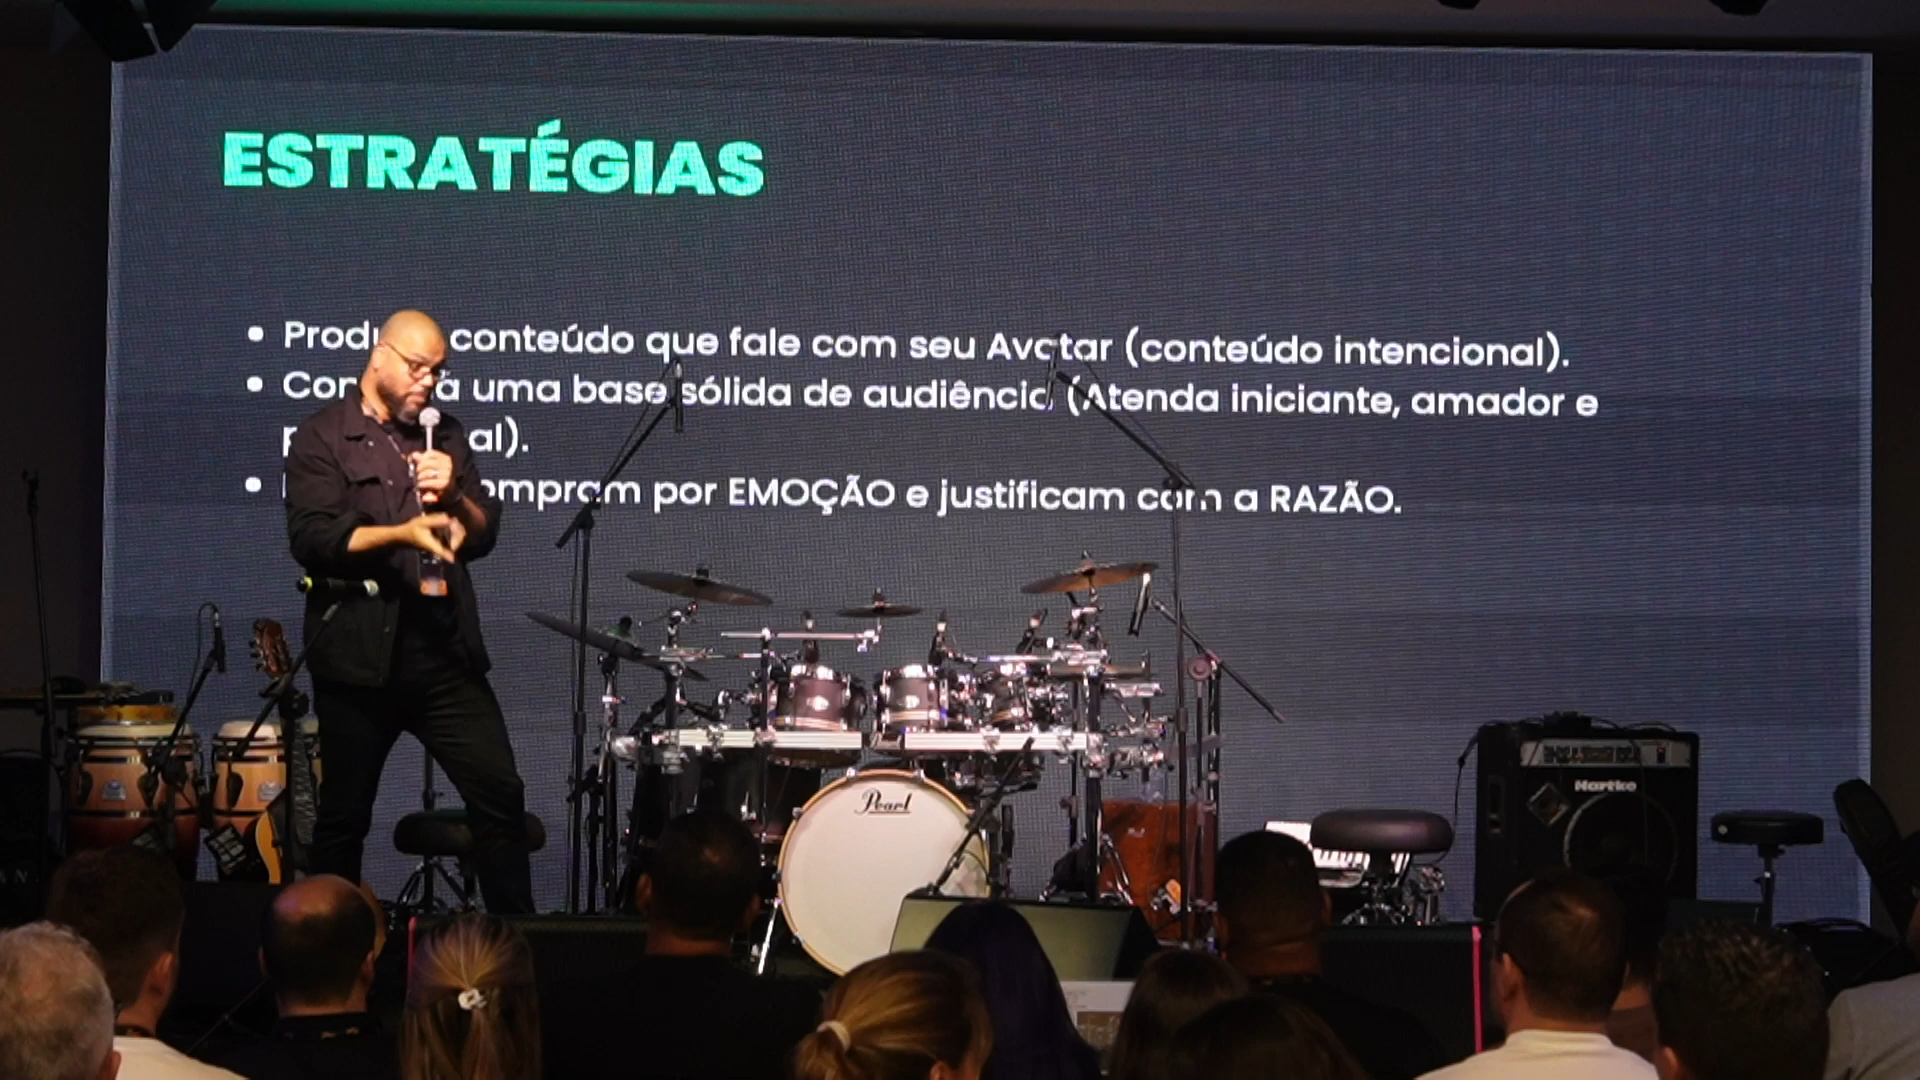 ESTRATÉGIAS
• conteúdo que fale com seu Avatar (conteúdo intencional).
• uma base sólida de audiência (Atenda iniciante, amador e
• por EMOÇÃO e justificam com a RAZÃO.
Pearl
Hartke